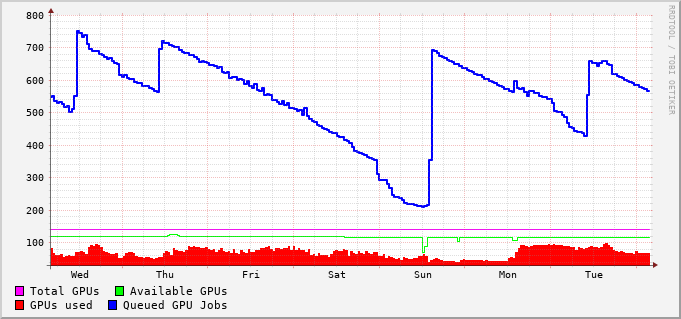 800
700
600
500
400
300
200
100
Wed Thu Fri Sat Sun Mon Tue
Total GPUs Available GPUs
GPUs used Queued GPU Jobs
RRDTOOL / TOBI OETIKER